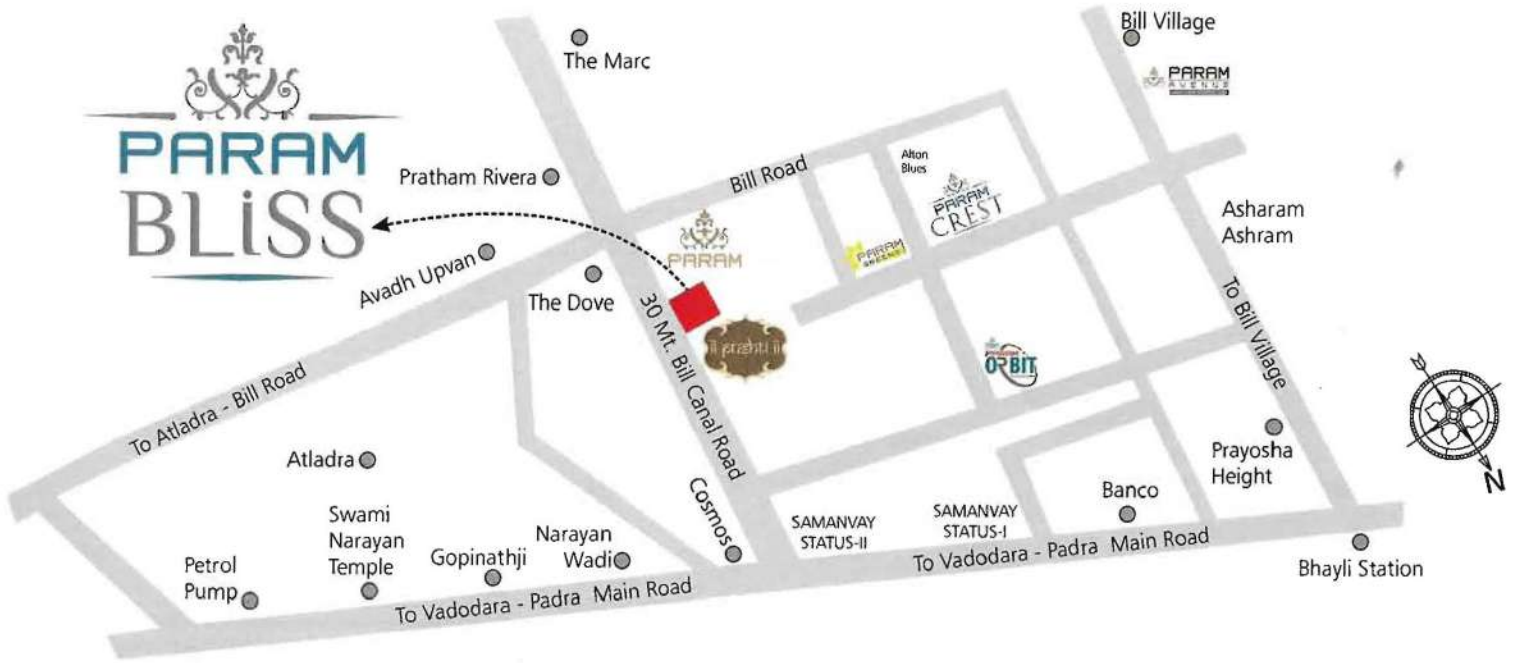 Bill Village
The Marc
PARAM
AVENUE
PARAM
BLiSS
Pratham Rivera
Bill Road
Alton
Blues
PARAM
CREST
Asharam
Ashram
PARAM
PARAM
GREENS
Avadh Upvan
The Dove
30 Mt. Bill Canal Road
To Bill Village
ORBIT
To Atladra - Bill Road
Atladra
Prayosha
Height
N
Cosmos
Banco
SAMANVAY
STATUS-II
SAMANVAY
STATUS-I
Swami
Narayan
Temple
Narayan
Wadi
Gopinathji
Petrol
Pump
To Vadodara - Padra Main Road
To Vadodara - Padra Main Road
Bhayli Station